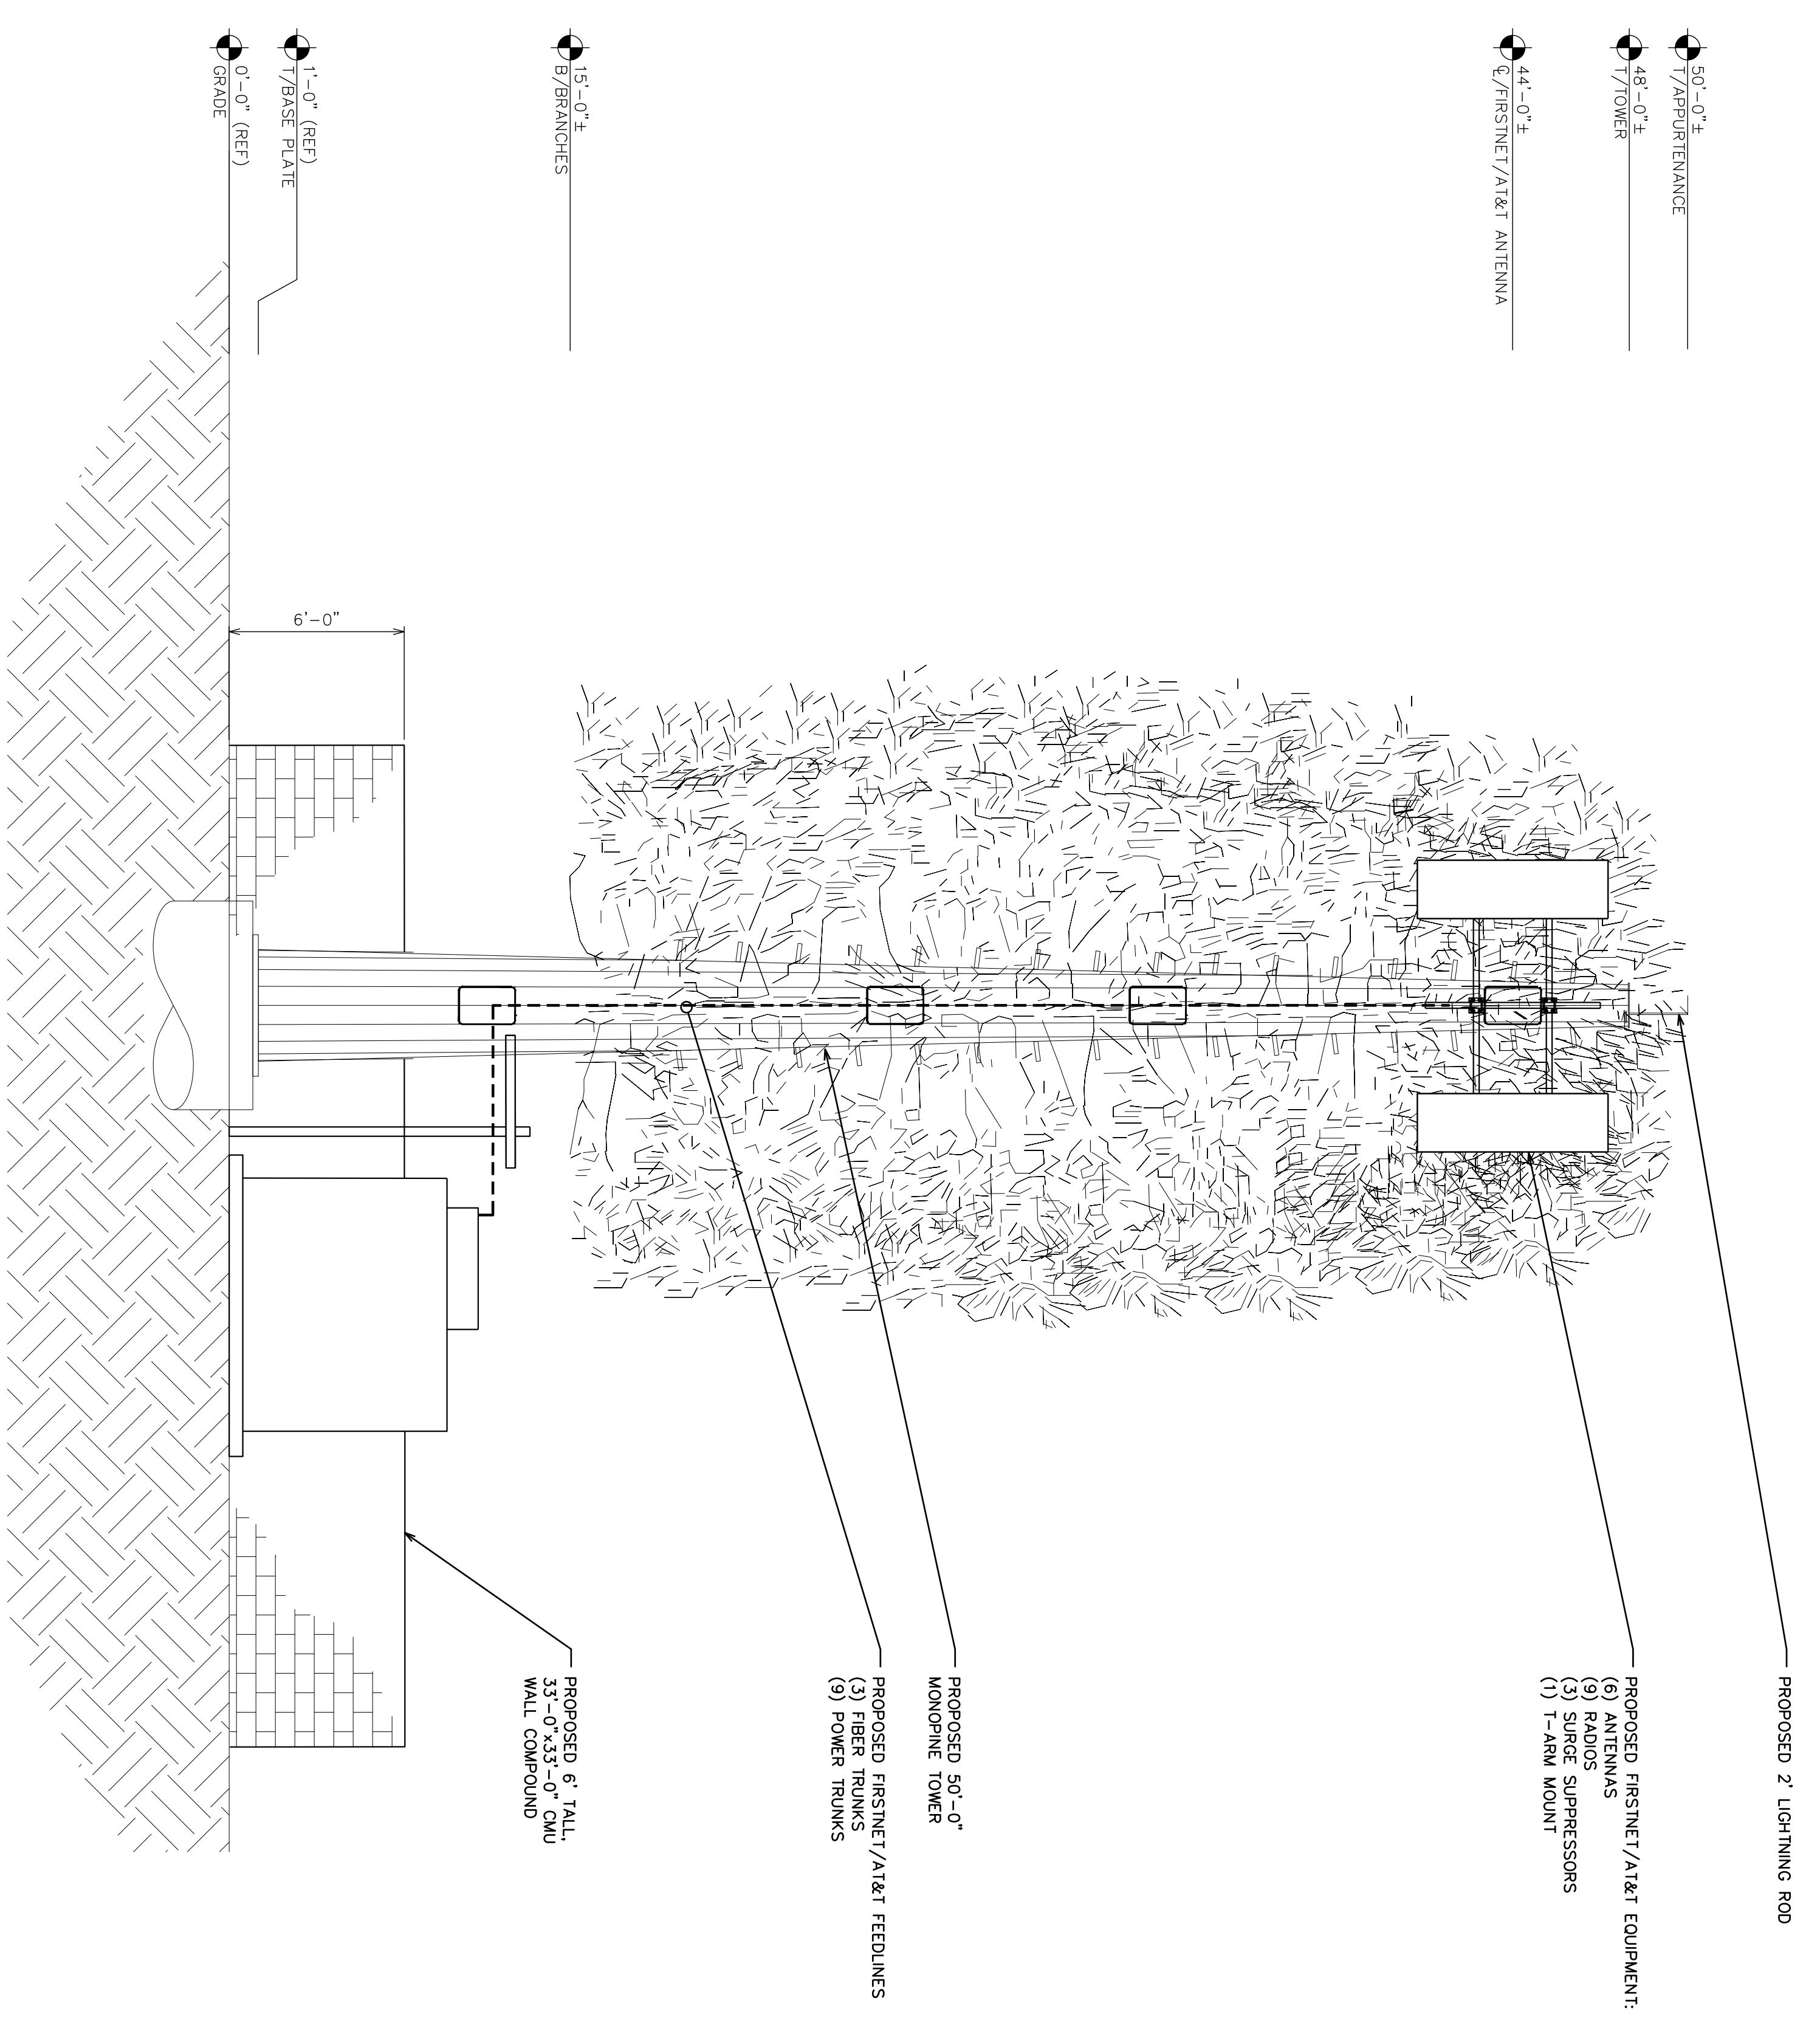 50'-0"±
T/APPURTENANCE
48'-0"±
T/TOWER
44'-0"±
℄/FIRSTNET/AT&T ANTENNA
15'-0"±
B/BRANCHES
1'-0" (REF)
T/BASE PLATE
0'-0" (REF)
GRADE
6'-0"
PROPOSED 2' LIGHTNING ROD
PROPOSED FIRSTNET/AT&T EQUIPMENT:
(6) ANTENNAS
(9) RADIOS
(3) SURGE SUPPRESSORS
(1) T-ARM MOUNT
PROPOSED 50'-0"
MONOPINE TOWER
PROPOSED FIRSTNET/AT&T FEEDLINES
(3) FIBER TRUNKS
(9) POWER TRUNKS
PROPOSED 6' TALL,
33'-0"x33'-0" CMU
WALL COMPOUND